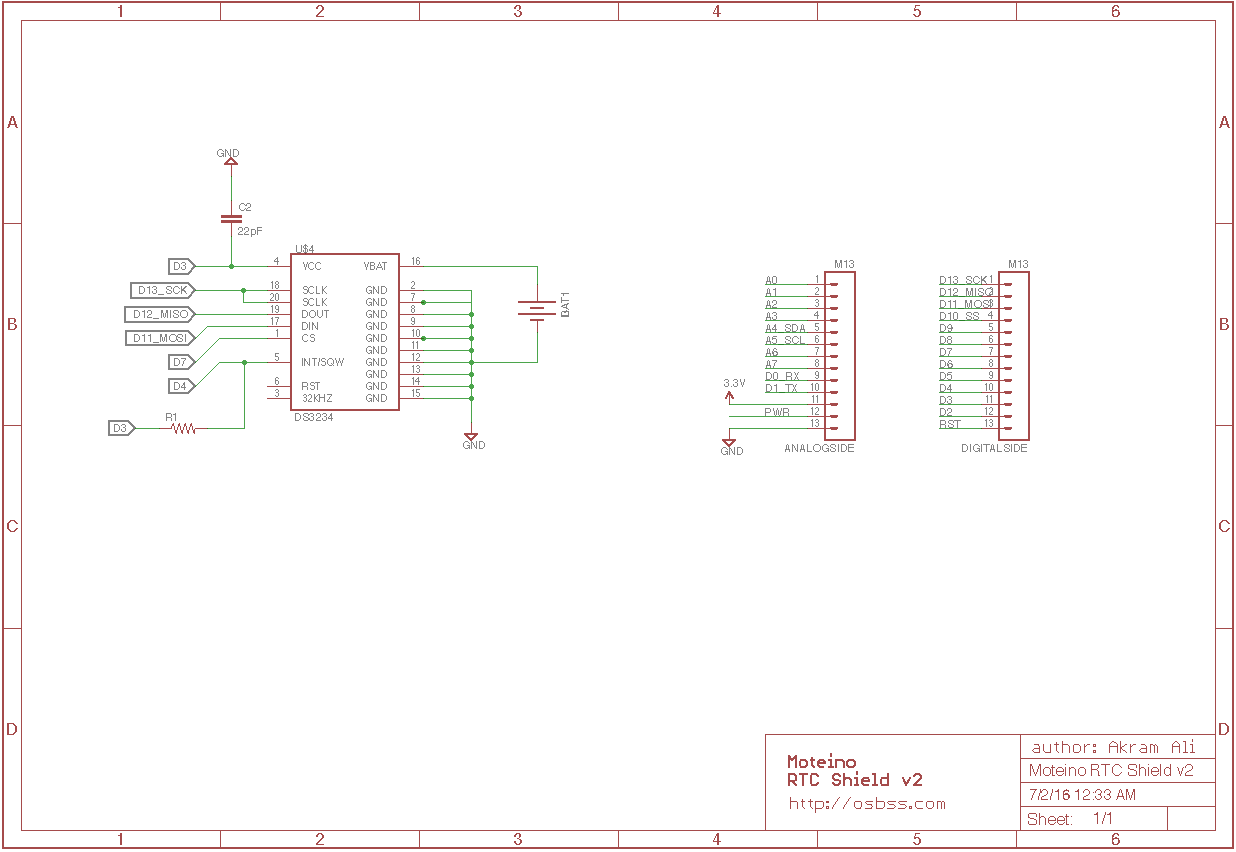 1 2 3 4 5 6
A A
B B
C C
D D
GND
C2
22pF
U$4
D3 4 VCC VBAT 16
D13_SCK 18 SCLK GND 2
20 SCLK GND 7
D12_MISO 19 DOUT GND 8
17 DIN GND 9
D11_MOSI 1 CS GND 10
GND 11
D7 5 INT/SQW GND 12
GND 13
D4 6 RST GND 14
3 32KHZ GND 15
DS3234
R1
D3
GND
BAT1
M13
A0 1
A1 2
A2 3
A3 4
A4_SDA 5
A5_SCL 6
A6 7
A7 8
D0_RX 9
D1_TX 10
3.3V 11
PWR 12
13
GND
ANALOGSIDE
M13
D13_SCK 1
D12_MISO 2
D11_MOSI 3
D10_SS 4
D9 5
D8 6
D7 7
D6 8
D5 9
D4 10
D3 11
D2 12
RST 13
DIGITALSIDE
Moteino
RTC Shield v2
http://osbss.com
author: Akram Ali
Moteino RTC Shield v2
7/2/16 12:33 AM
Sheet: 1/1
1 2 3 4 5 6